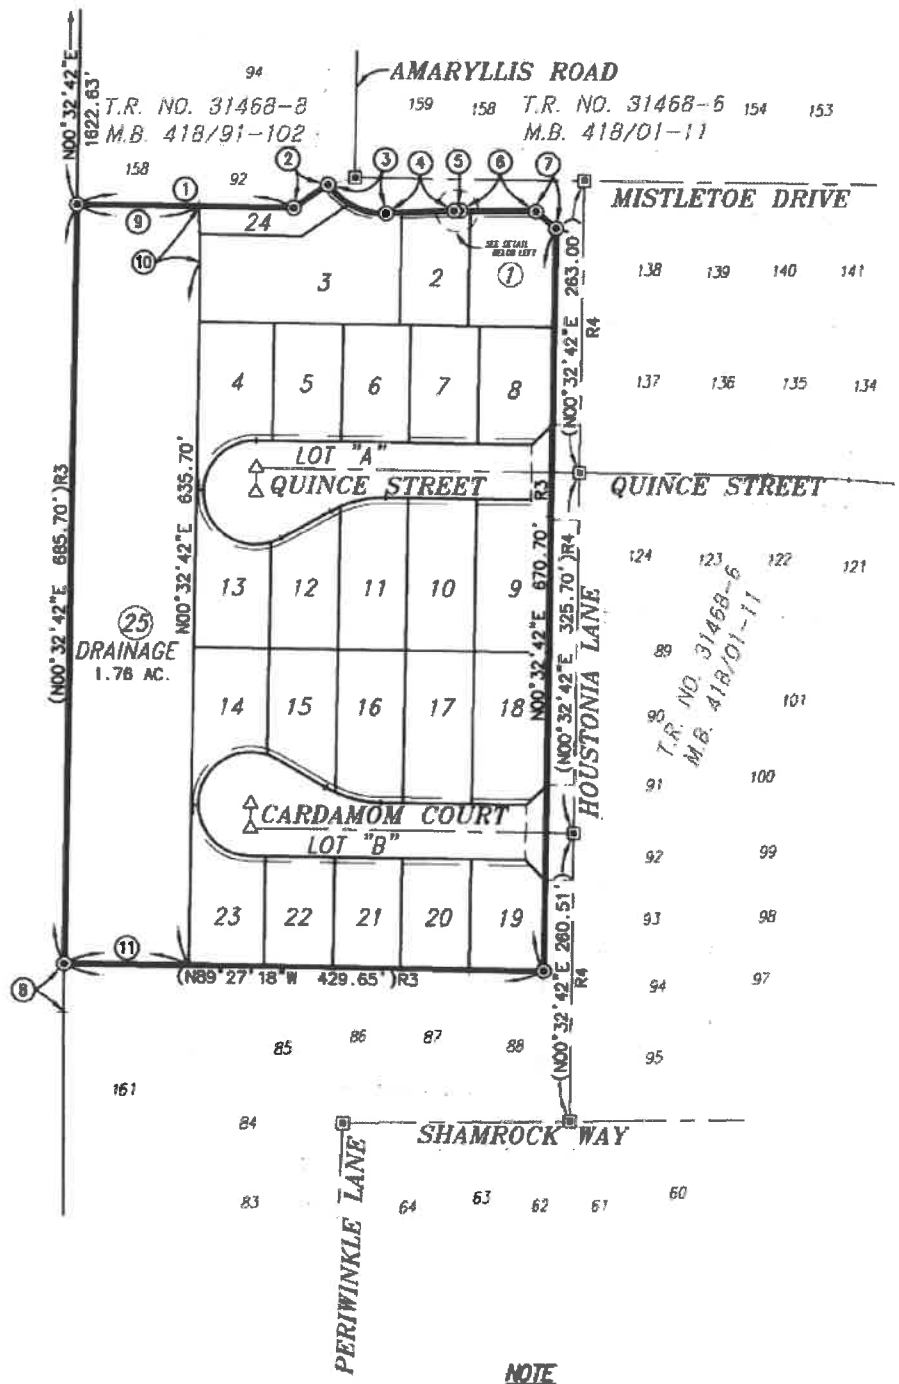 N00°32'42"E
1622.63'
94
T.R. NO. 31468-8
M.B. 418/91-102
158
92
AMARYLLIS ROAD
159
158
T.R. NO. 31468-6
M.B. 418/01-11
154
153
MISTLETOE DRIVE
1
2
3
4
5
6
7
9
10
24
SEE DETAIL
BELOW LEFT
3
2
1
(N00°32'42"E 263.00'
R4
138
139
140
141
4
5
6
7
8
137
136
135
134
LOT "A"
QUINCE STREET
QUINCE STREET
(N00°32'42"E 685.70')R3
N00°32'42"E 635.70'
N00°32'42"E 670.70'
R3
(N00°32'42"E 325.70')R4
HOUSTONIA LANE
124
123
122
121
13
12
11
10
9
25
DRAINAGE
1.76 AC.
89
T.R. NO. 31468-6
M.B. 418/01-11
14
15
16
17
18
90
101
91
100
CARDAMOM COURT
LOT "B"
92
99
23
22
21
20
19
93
98
(N00°32'42"E 260.51'
R4
11
8
(N89°27'18"W 429.65')R3
94
97
85
86
87
88
95
161
84
SHAMROCK WAY
83
PERIWINKLE LANE
64
63
62
61
60
NOTE